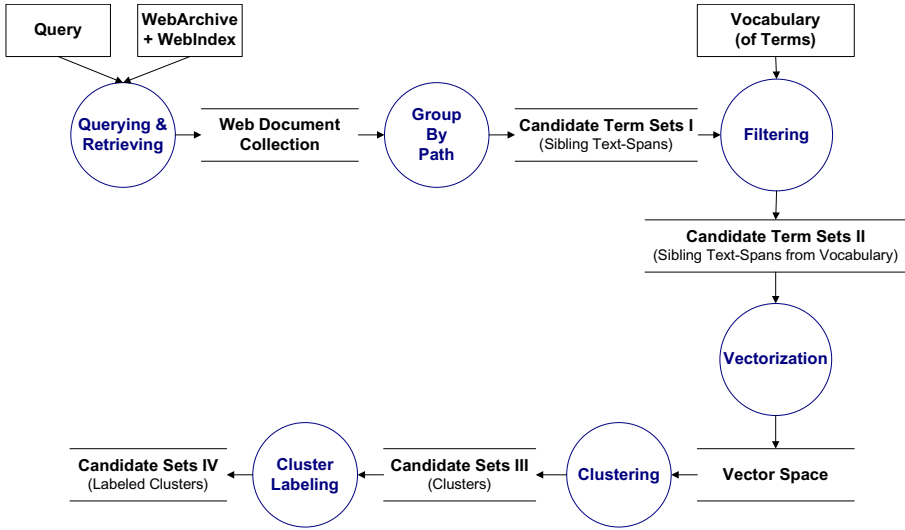 Query
WebArchive
+ WebIndex
Vocabulary
(of Terms)
Querying &
Retrieving
Web Document
Collection
Group
By
Path
Candidate Term Sets I
(Sibling Text-Spans)
Filtering
Candidate Term Sets II
(Sibling Text-Spans from Vocabulary)
Vectorization
Candidate Sets IV
(Labeled Clusters)
Cluster
Labeling
Candidate Sets III
(Clusters)
Clustering
Vector Space